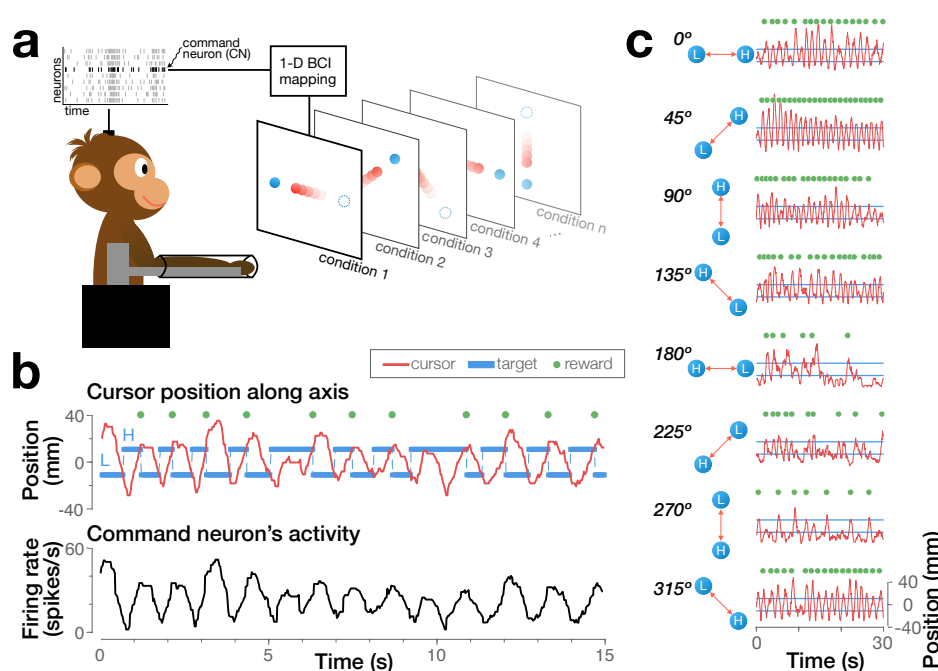 a
command
neuron (CN)
neurons
time
1-D BCI
mapping
condition 1
condition 2
condition 3
condition 4
...
condition n
b
cursor
target
reward
Cursor position along axis
Position
(mm)
40
0
-40
H
L
Command neuron's activity
Firing rate
(spikes/s)
60
0
0
5
10
15
Time (s)
c
0º
L
H
45º
H
L
90º
H
L
135º
H
L
180º
H
L
225º
L
H
270º
L
H
315º
L
H
40
0
-40
Position (mm)
0
30
Time (s)